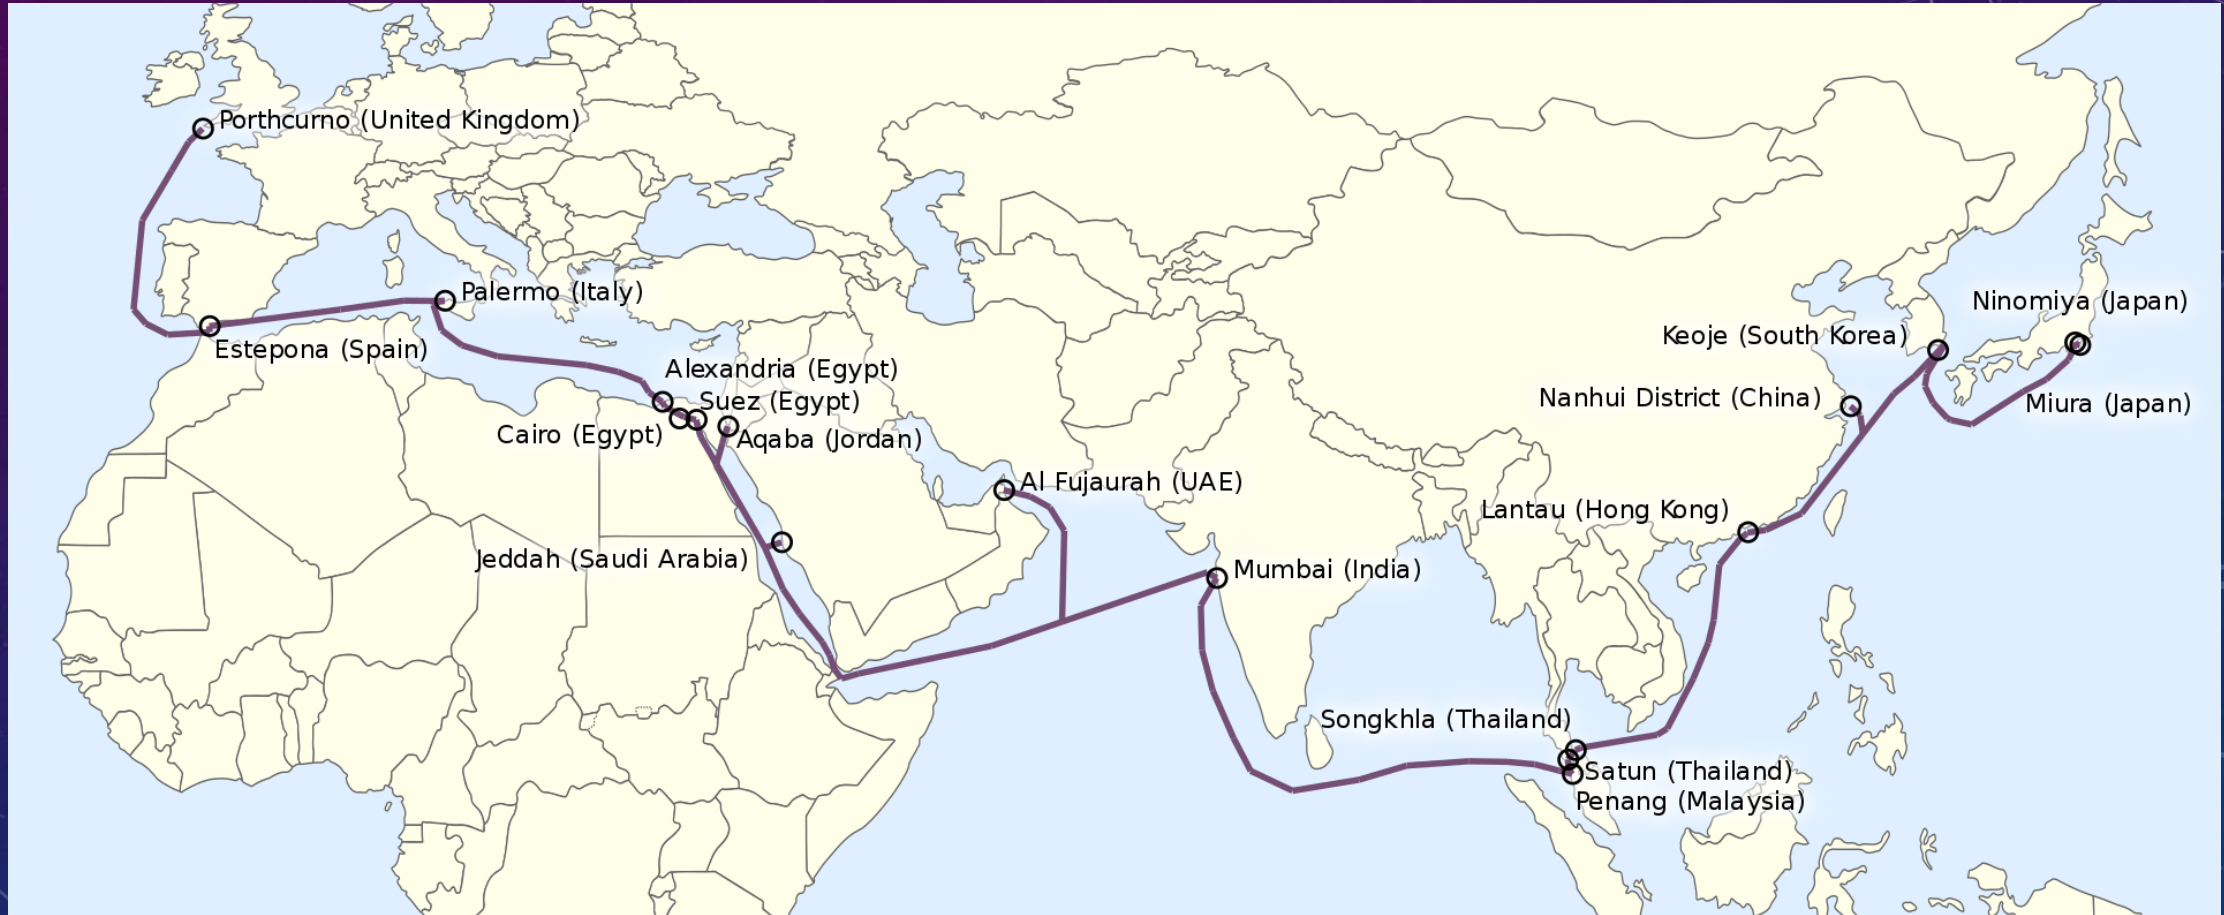 Porthcurno (United Kingdom)
Palermo (Italy)
Ninomiya (Japan)
Keoje (South Korea)
Estepona (Spain)
Alexandria (Egypt)
Suez (Egypt)
Nanhui District (China)
Miura (Japan)
Cairo (Egypt)
Aqaba (Jordan)
Al Fujaurah (UAE)
Lantau (Hong Kong)
Jeddah (Saudi Arabia)
Mumbai (India)
Songkhla (Thailand)
Satun (Thailand)
Penang (Malaysia)